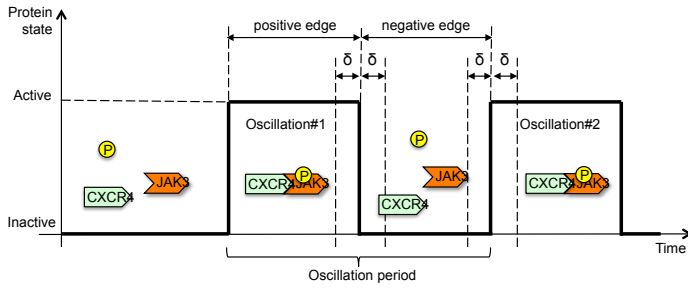 Protein
state
positive edge
negative edge
δ δ δ δ
Active
Oscillation#1
Oscillation#2
P
P
P
P
JAK3
CXCR4
CXCR4
JAK3
JAK3
CXCR4
CXCR4
JAK3
Inactive
Time
Oscillation period